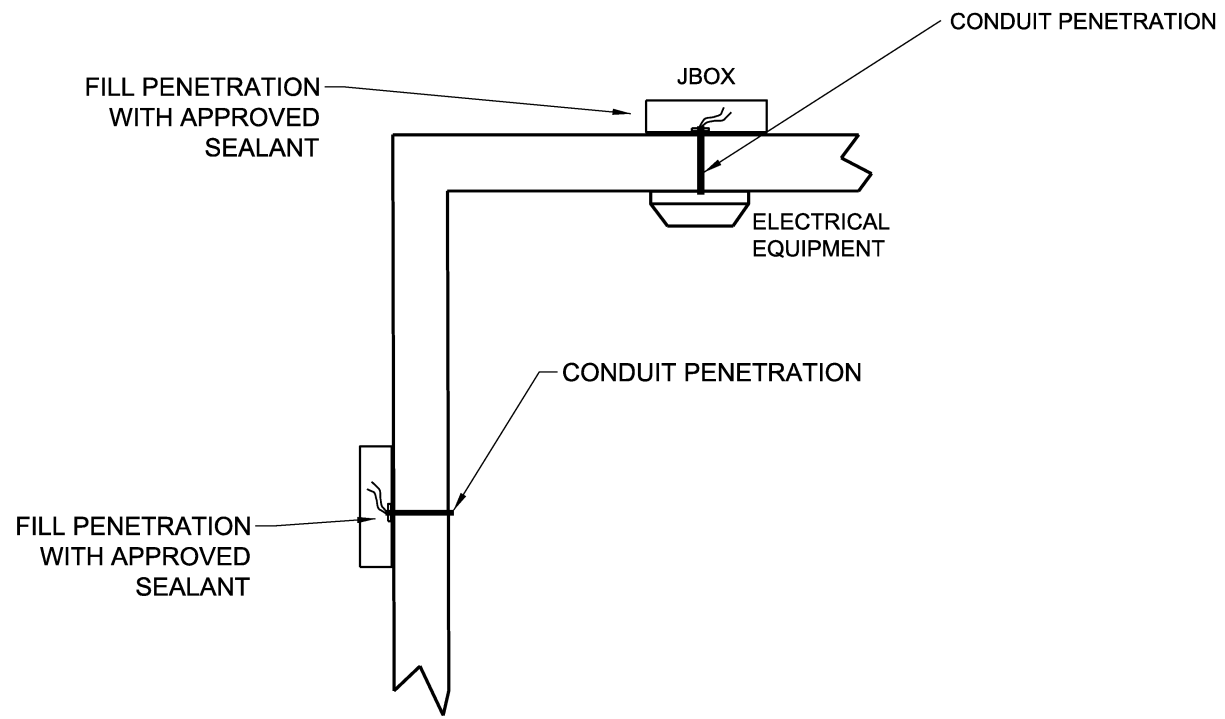 CONDUIT PENETRATION
JBOX
FILL PENETRATION
WITH APPROVED
SEALANT
ELECTRICAL
EQUIPMENT
CONDUIT PENETRATION
FILL PENETRATION
WITH APPROVED
SEALANT